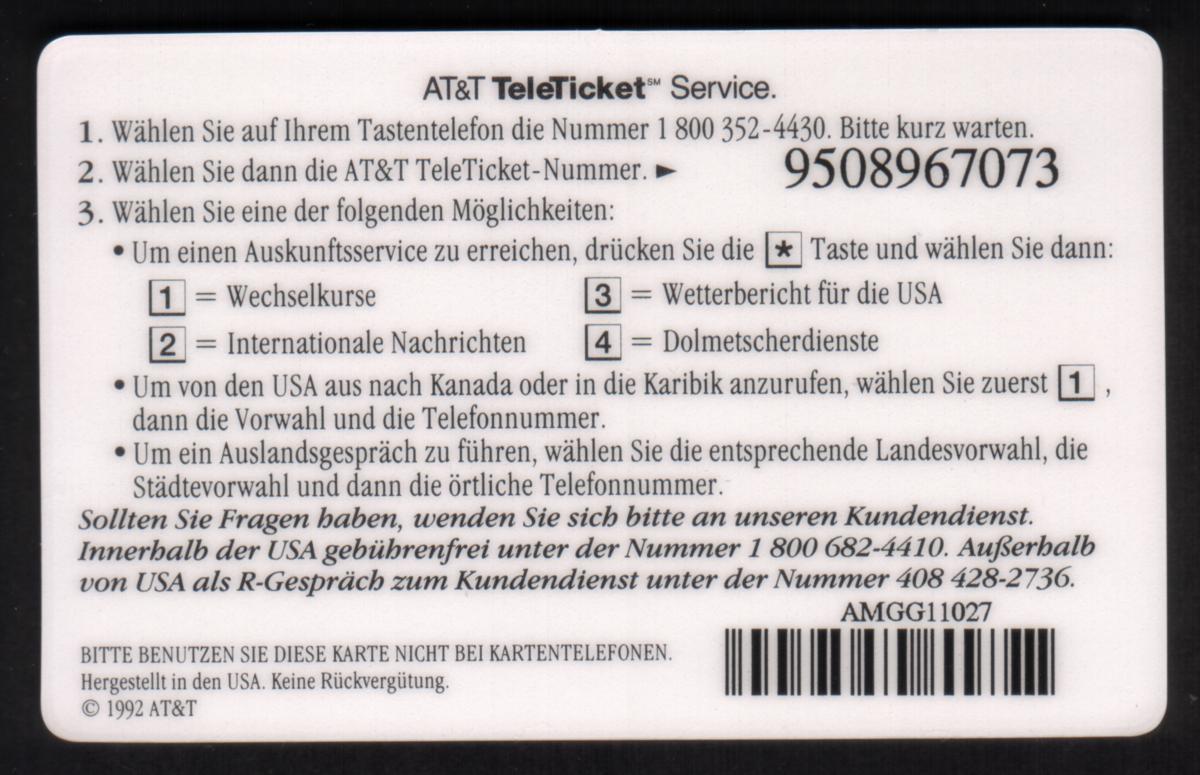 AT&T TeleTicket℠ Service.
1. Wählen Sie auf Ihrem Tastentelefon die Nummer 1 800 352-4430. Bitte kurz warten.
2. Wählen Sie dann die AT&T TeleTicket-Nummer. ► 9508967073
3. Wählen Sie eine der folgenden Möglichkeiten:
• Um einen Auskunftsservice zu erreichen, drücken Sie die * Taste und wählen Sie dann:
1 = Wechselkurse 3 = Wetterbericht für die USA
2 = Internationale Nachrichten 4 = Dolmetscherdienste
• Um von den USA aus nach Kanada oder in die Karibik anzurufen, wählen Sie zuerst 1 ,
dann die Vorwahl und die Telefonnummer.
• Um ein Auslandsgespräch zu führen, wählen Sie die entsprechende Landesvorwahl, die
Städtevorwahl und dann die örtliche Telefonnummer.
Sollten Sie Fragen haben, wenden Sie sich bitte an unseren Kundendienst.
Innerhalb der USA gebührenfrei unter der Nummer 1 800 682-4410. Außerhalb
von USA als R-Gespräch zum Kundendienst unter der Nummer 408 428-2736.
AMGG11027
BITTE BENUTZEN SIE DIESE KARTE NICHT BEI KARTENTELEFONEN.
Hergestellt in den USA. Keine Rückvergütung.
© 1992 AT&T